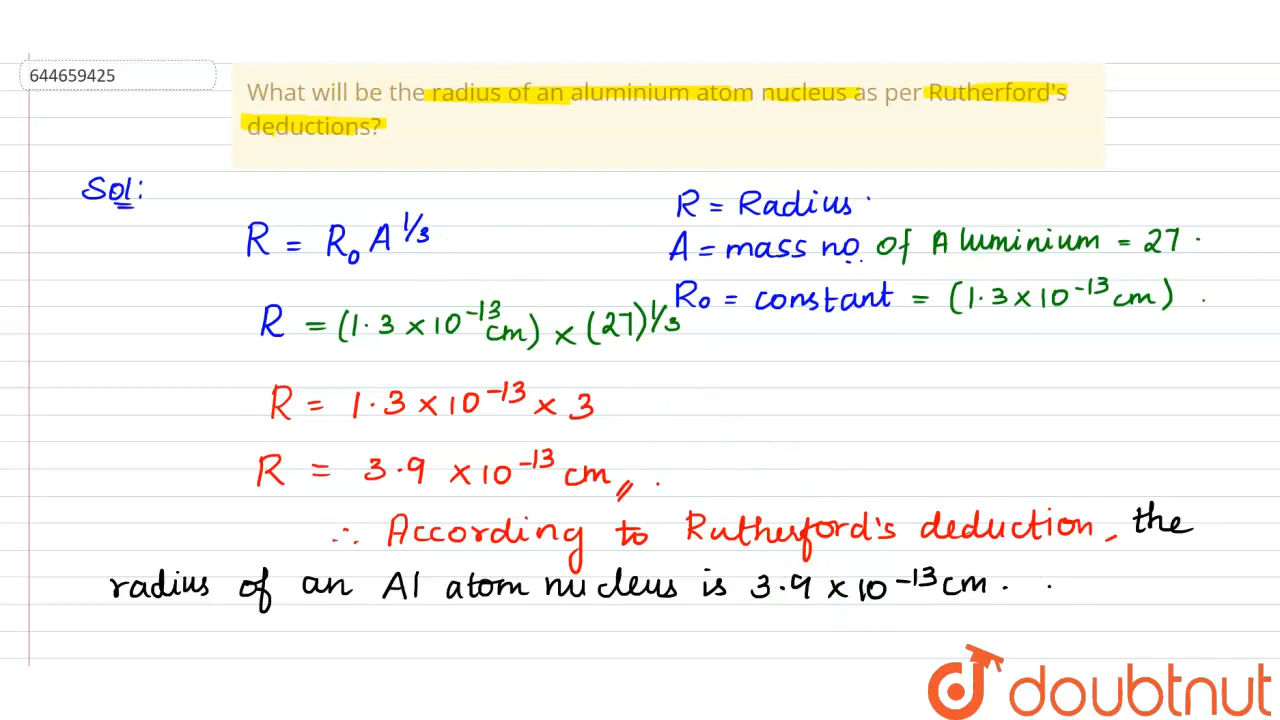 644659425
What will be the radius of an aluminium atom nucleus as per Rutherford's
deductions?
Sol:
R = Radius.
R = R₀ A^1/3
A = mass no. of Aluminium = 27.
R₀ = constant = (1.3 × 10⁻¹³ cm).
R = (1.3 × 10⁻¹³ cm) × (27)^1/3
R = 1.3 × 10⁻¹³ × 3
R = 3.9 × 10⁻¹³ cm.
∴ According to Rutherford's deduction, the
radius of an Al atom nucleus is 3.9 × 10⁻¹³ cm.
doubtnut